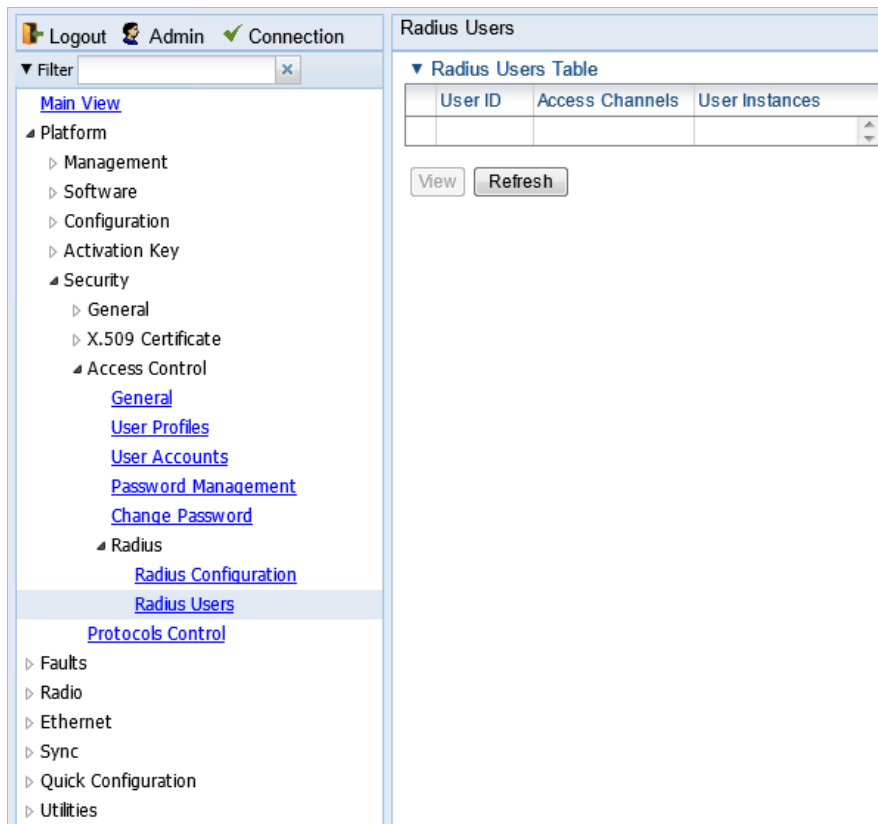 Logout Admin Connection
Filter
Main View
Platform
Management
Software
Configuration
Activation Key
Security
General
X.509 Certificate
Access Control
General
User Profiles
User Accounts
Password Management
Change Password
Radius
Radius Configuration
Radius Users
Protocols Control
Faults
Radio
Ethernet
Sync
Quick Configuration
Utilities
Radius Users
Radius Users Table
User ID Access Channels User Instances
View Refresh